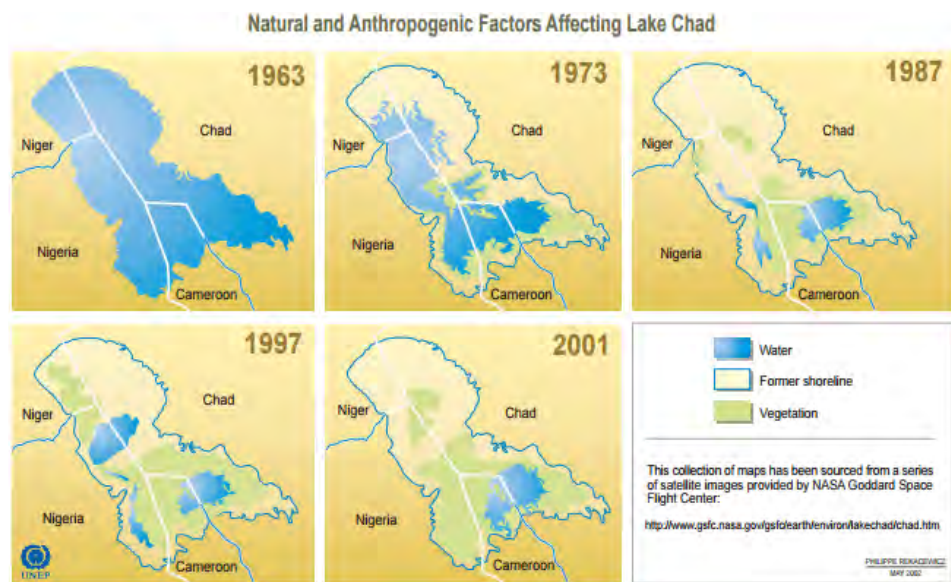 Natural and Anthropogenic Factors Affecting Lake Chad
1963
Chad
Niger
Nigeria
Cameroon
1973
Chad
Niger
Nigeria
Cameroon
1987
Chad
Niger
Nigeria
Cameroon
1997
Chad
Niger
Nigeria
Cameroon
UNEP
2001
Chad
Niger
Nigeria
Cameroon
Water
Former shoreline
Vegetation
This collection of maps has been sourced from a series
of satellite images provided by NASA Goddard Space
Flight Center:
http://www.gsfc.nasa.gov/gsfo/earth/environ/lakechad/chad.htm
PHILIPPE REKACEWICZ
MAY 2002